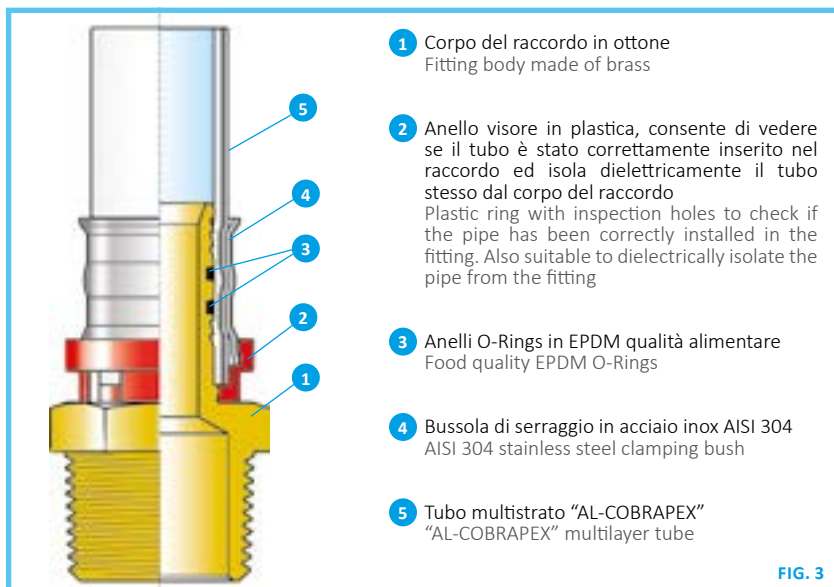 1 Corpo del raccordo in ottone
Fitting body made of brass
2 Anello visore in plastica, consente di vedere
se il tubo è stato correttamente inserito nel
raccordo ed isola dielettricamente il tubo
stesso dal corpo del raccordo
Plastic ring with inspection holes to check if
the pipe has been correctly installed in the
fitting. Also suitable to dielectrically isolate the
pipe from the fitting
3 Anelli O-Rings in EPDM qualità alimentare
Food quality EPDM O-Rings
4 Bussola di serraggio in acciaio inox AISI 304
AISI 304 stainless steel clamping bush
5 Tubo multistrato “AL-COBRAPEX”
“AL-COBRAPEX” multilayer tube
5
4
3
2
1
FIG. 3